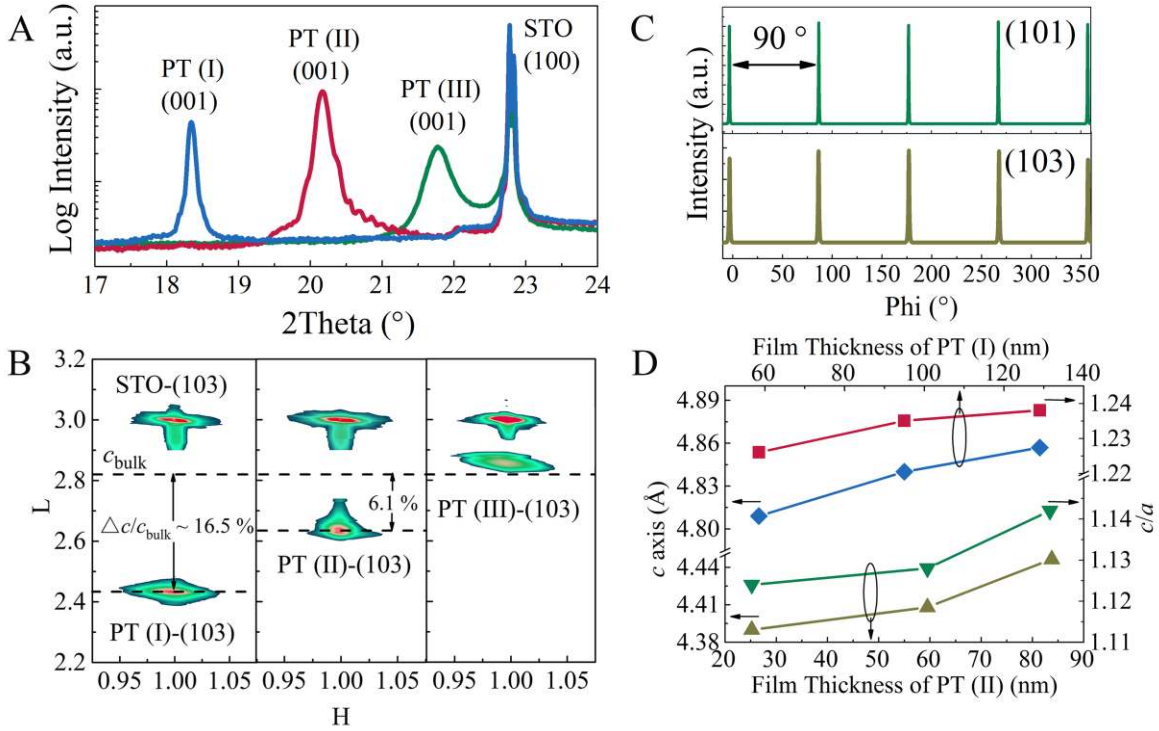 A
Log Intensity (a.u.)
PT (I)
(001)
PT (II)
(001)
PT (III)
(001)
STO
(100)
17 18 19 20 21 22 23 24
2Theta (°)
B
L
3.2
3.0
2.8
2.6
2.4
2.2
STO-(103)
c bulk
△c/c bulk ~ 16.5 %
PT (I)-(103)
6.1 %
PT (II)-(103)
PT (III)-(103)
0.95 1.00 1.05 0.95 1.00 1.05 0.95 1.00 1.05
H
C
Intensity (a.u.)
90 °
(101)
(103)
0 50 100 150 200 250 300 350
Phi (°)
D
Film Thickness of PT (I) (nm)
60 80 100 120 140
c axis (Å)
4.89
4.86
4.83
4.80
4.44
4.41
4.38
1.24
1.23
1.22
1.14
1.13
1.12
1.11
c/a
20 30 40 50 60 70 80 90
Film Thickness of PT (II) (nm)